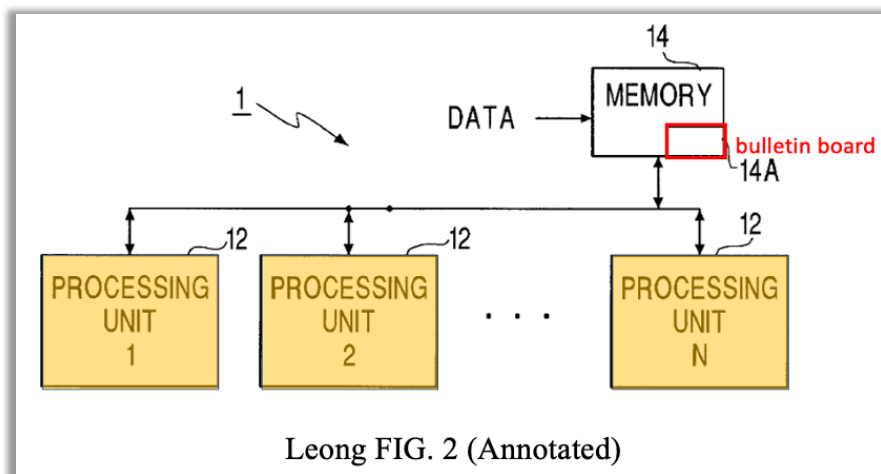 14
1
MEMORY
DATA
bulletin board
14A
12
12
12
PROCESSING
UNIT
1
PROCESSING
UNIT
2
. . .
PROCESSING
UNIT
N
Leong FIG. 2 (Annotated)